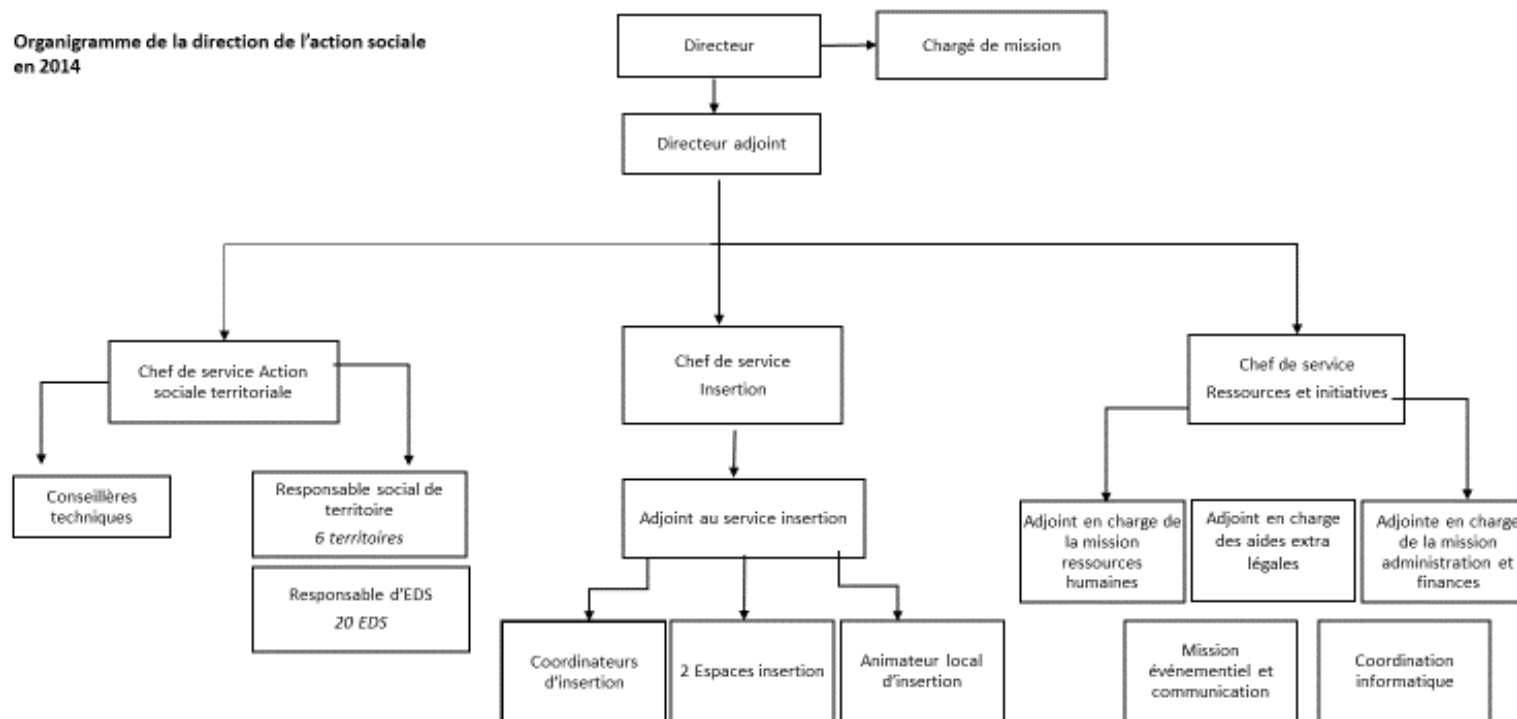 Organigramme de la direction de l'action sociale
en 2014
Directeur
Chargé de mission
Directeur adjoint
Chef de service Action
sociale territoriale
Chef de service
Insertion
Chef de service
Ressources et initiatives
Conseillères
techniques
Responsable social de
territoire
6 territoires
Responsable d'EDS
20 EDS
Adjoint au service insertion
Coordinateurs
d'insertion
2 Espaces insertion
Animateur local
d'insertion
Adjoint en charge de
la mission
ressources
humaines
Adjoint en charge
des aides extra
légales
Adjointe en charge
de la mission
administration et
finances
Mission
événementiel et
communication
Coordination
informatique